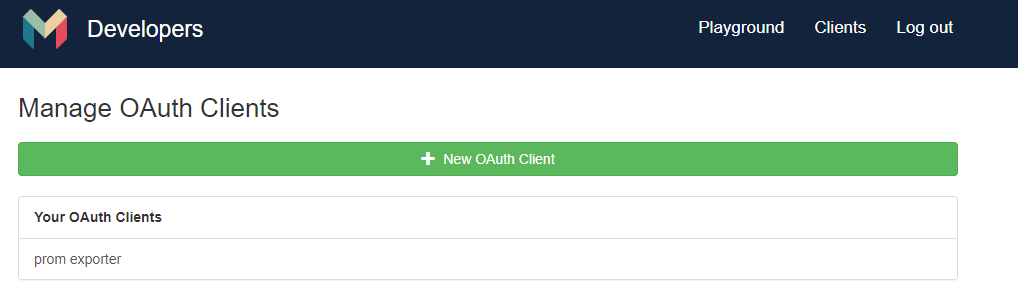 Developers
Playground Clients Log out
Manage OAuth Clients
New OAuth Client
Your OAuth Clients
prom exporter